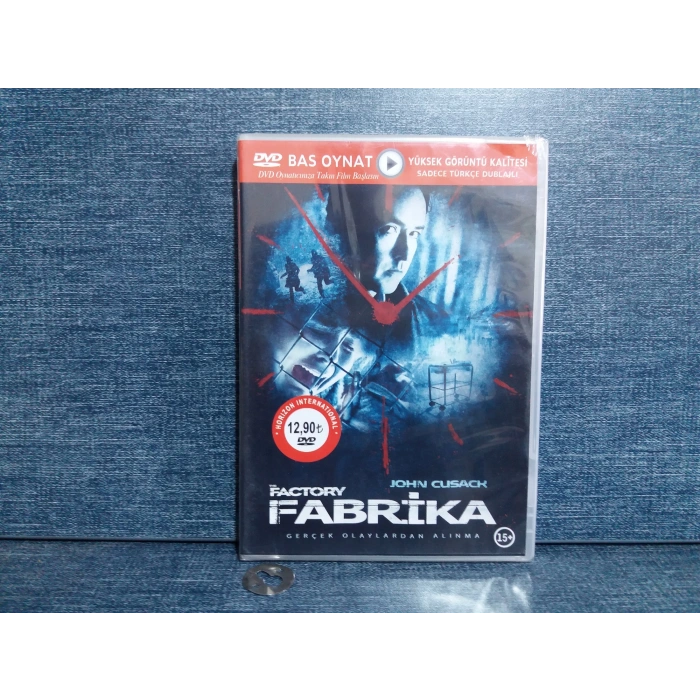 DVD BAS OYNAT
DVD Oynatıcınıza Takın Film Başlasın
YÜKSEK GÖRÜNTÜ KALİTESİ
SADECE TÜRKÇE DUBLAJLI
HORIZON INTERNATIONAL
12,90₺
DVD
JOHN CUSACK
THE
FACTORY
FABRİKA
GERÇEK OLAYLARDAN ALINMA
15+